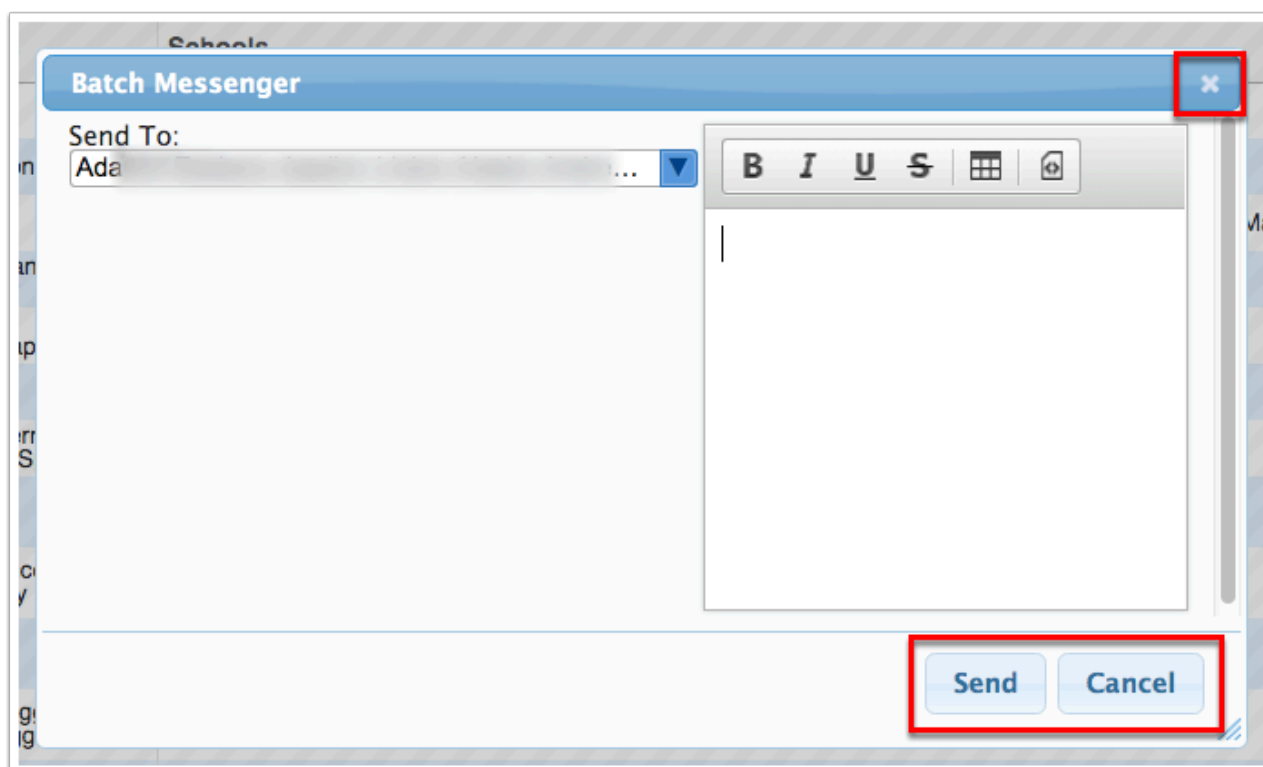 Schools
Batch Messenger
Send To:
Ada ...
B I U S
Send Cancel